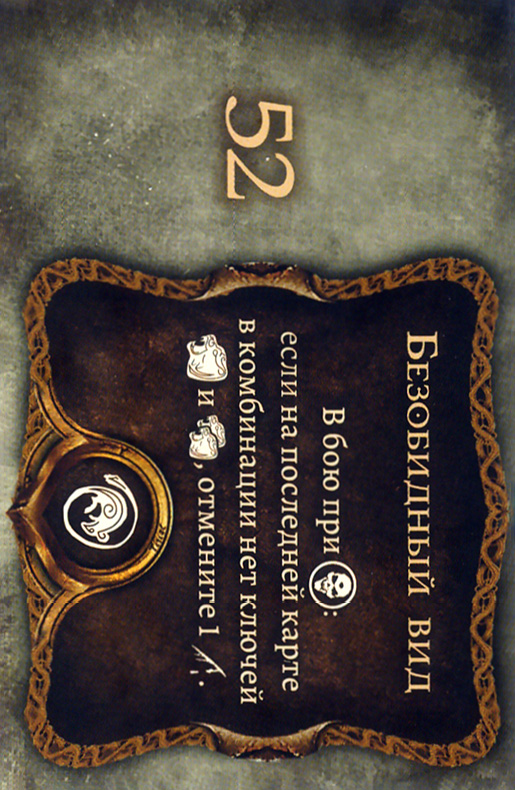 52
Безобидный вид
В бою при :
если на последней карте
в комбинации нет ключей
и , отмените 1 .